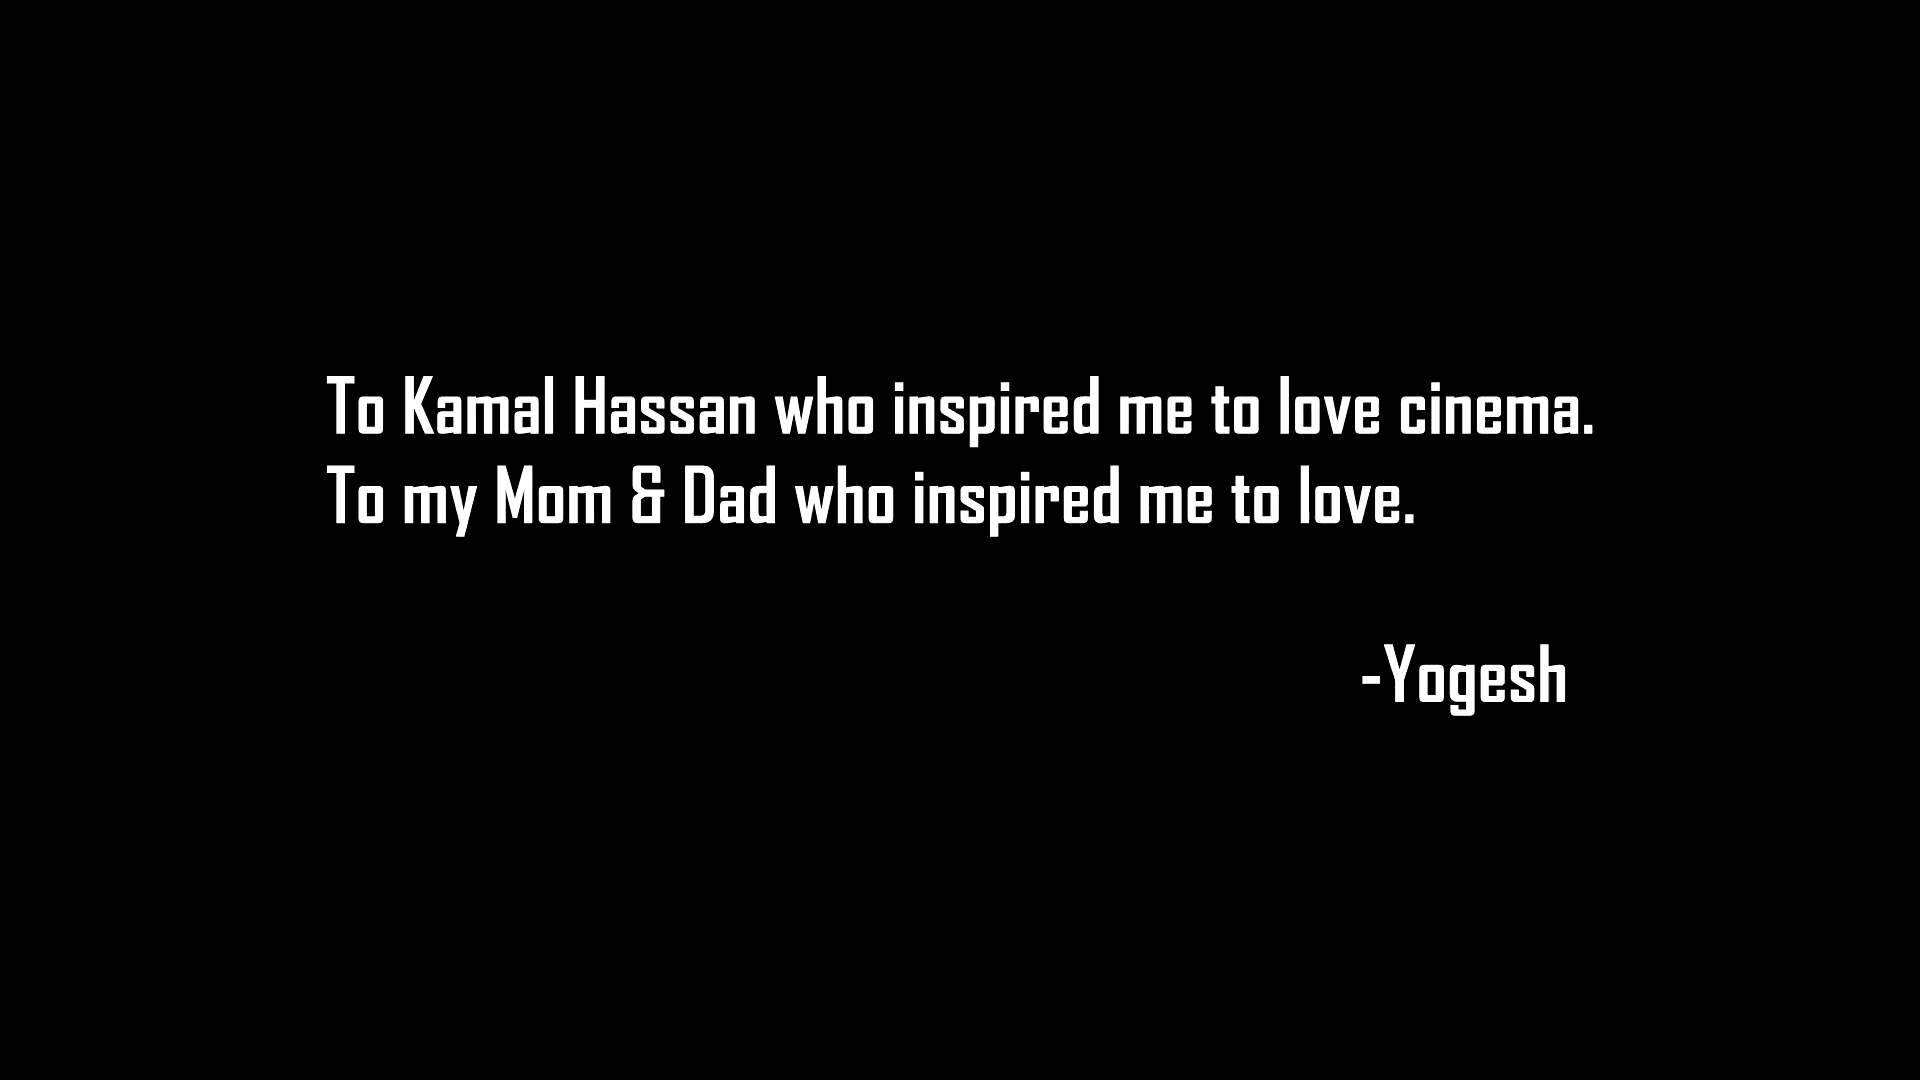 To Kamal Hassan who inspired me to love cinema.
To my Mom & Dad who inspired me to love.
-Yogesh